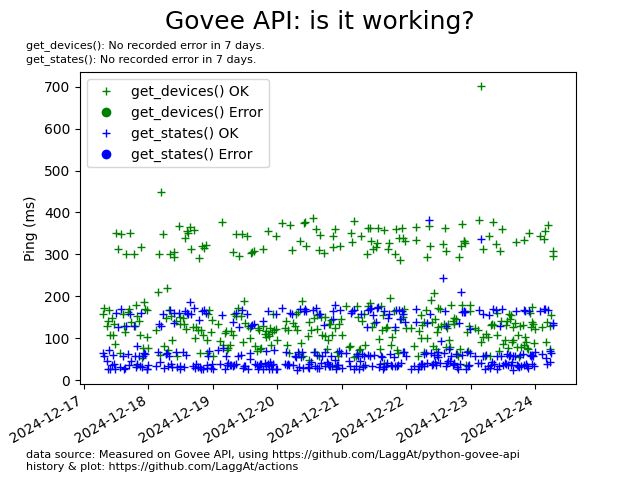 Govee API: is it working?
get_devices(): No recorded error in 7 days.
get_states(): No recorded error in 7 days.
get_devices() OK
get_devices() Error
get_states() OK
get_states() Error
Ping (ms)
700
600
500
400
300
200
100
0
2024-12-17
2024-12-18
2024-12-19
2024-12-20
2024-12-21
2024-12-22
2024-12-23
2024-12-24
data source: Measured on Govee API, using https://github.com/LaggAt/python-govee-api
history & plot: https://github.com/LaggAt/actions